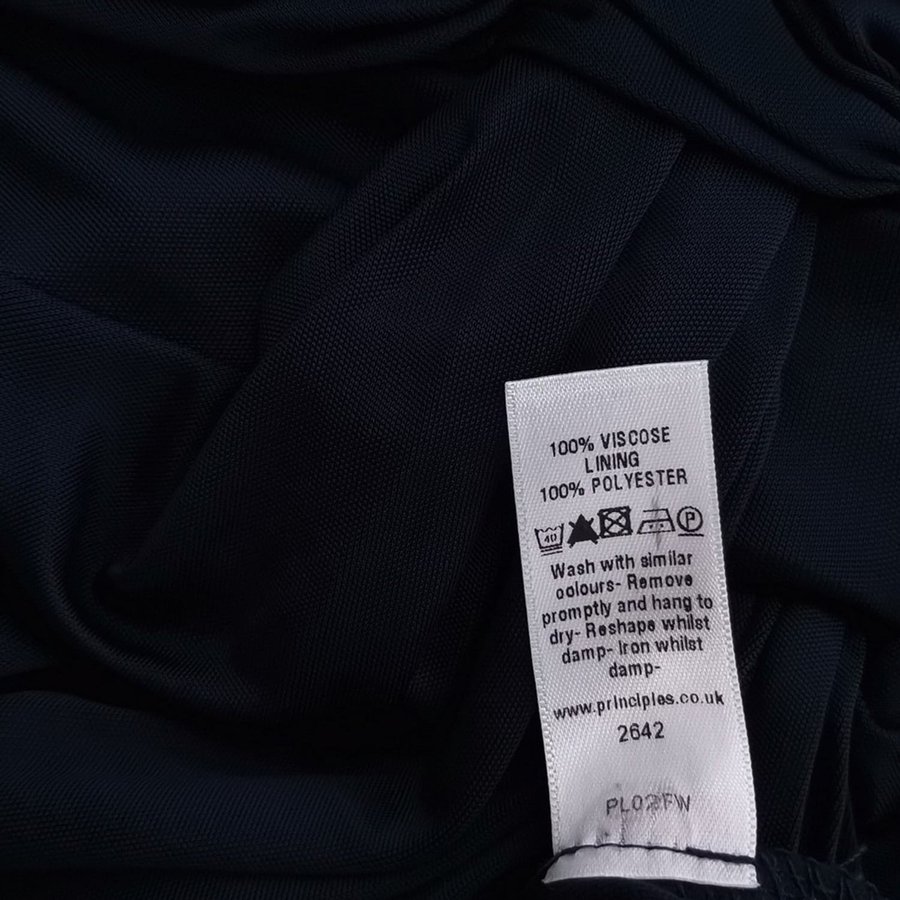 100% VISCOSE
LINING
100% POLYESTER
40 P
Wash with similar
colours- Remove
promptly and hang to
dry- Reshape whilst
damp- Iron whilst
damp-
www.principles.co.uk
2642